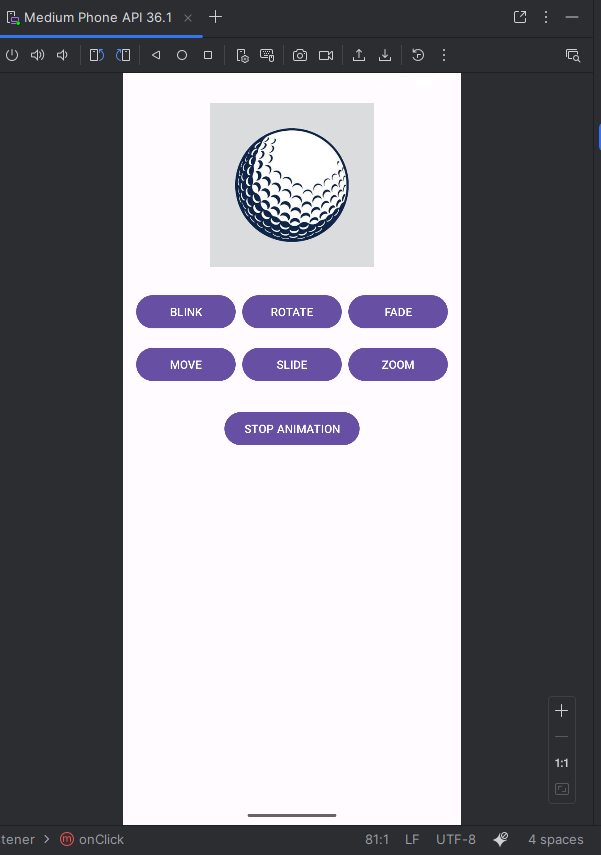 Medium Phone API 36.1
BLINK ROTATE FADE
MOVE SLIDE ZOOM
STOP ANIMATION
1:1
tener > onClick 81:1 LF UTF-8 4 spaces